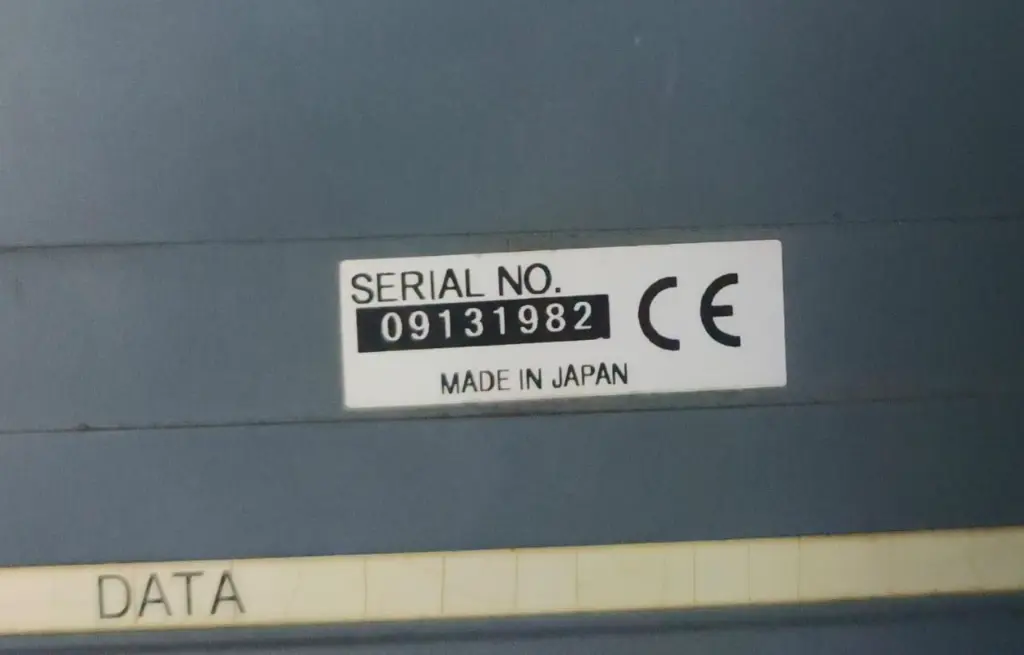 SERIAL NO.
09131982
CE
MADE IN JAPAN
DATA